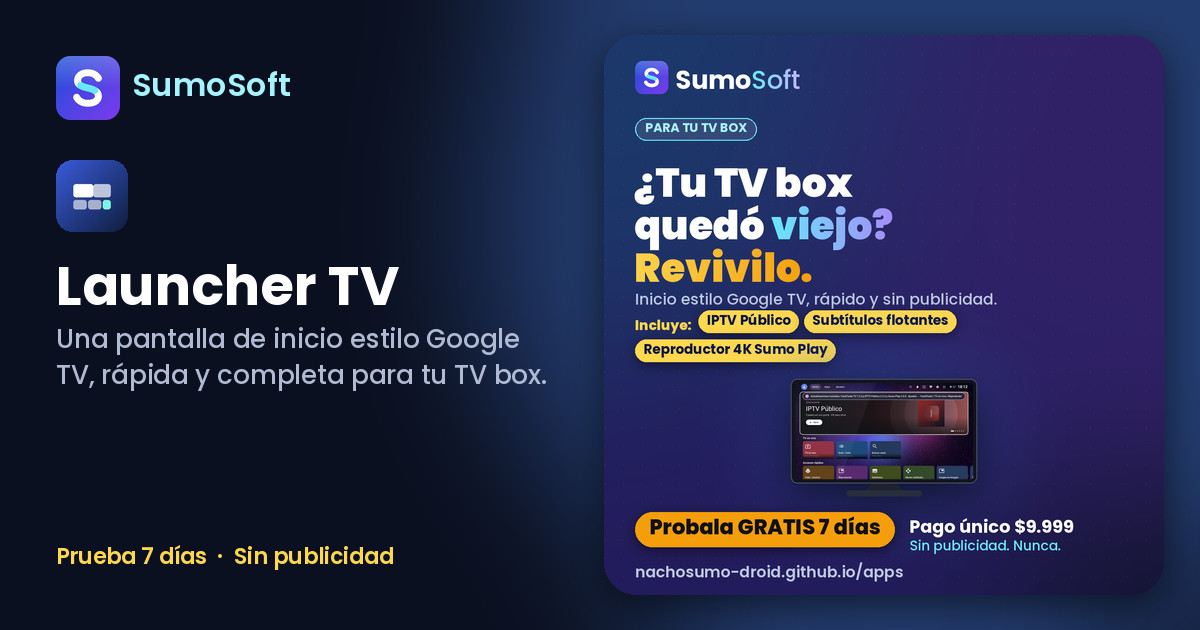 SumoSoft
Launcher TV
Una pantalla de inicio estilo Google
TV, rápida y completa para tu TV box.
Prueba 7 días · Sin publicidad
SumoSoft
PARA TU TV BOX
¿Tu TV box
quedó viejo?
Revivilo.
Inicio estilo Google TV, rápido y sin publicidad.
Incluye: IPTV Público Subtítulos flotantes
Reproductor 4K Sumo Play
IPTV Público
Probala GRATIS 7 días
Pago único $9.999
Sin publicidad. Nunca.
nachosumo-droid.github.io/apps